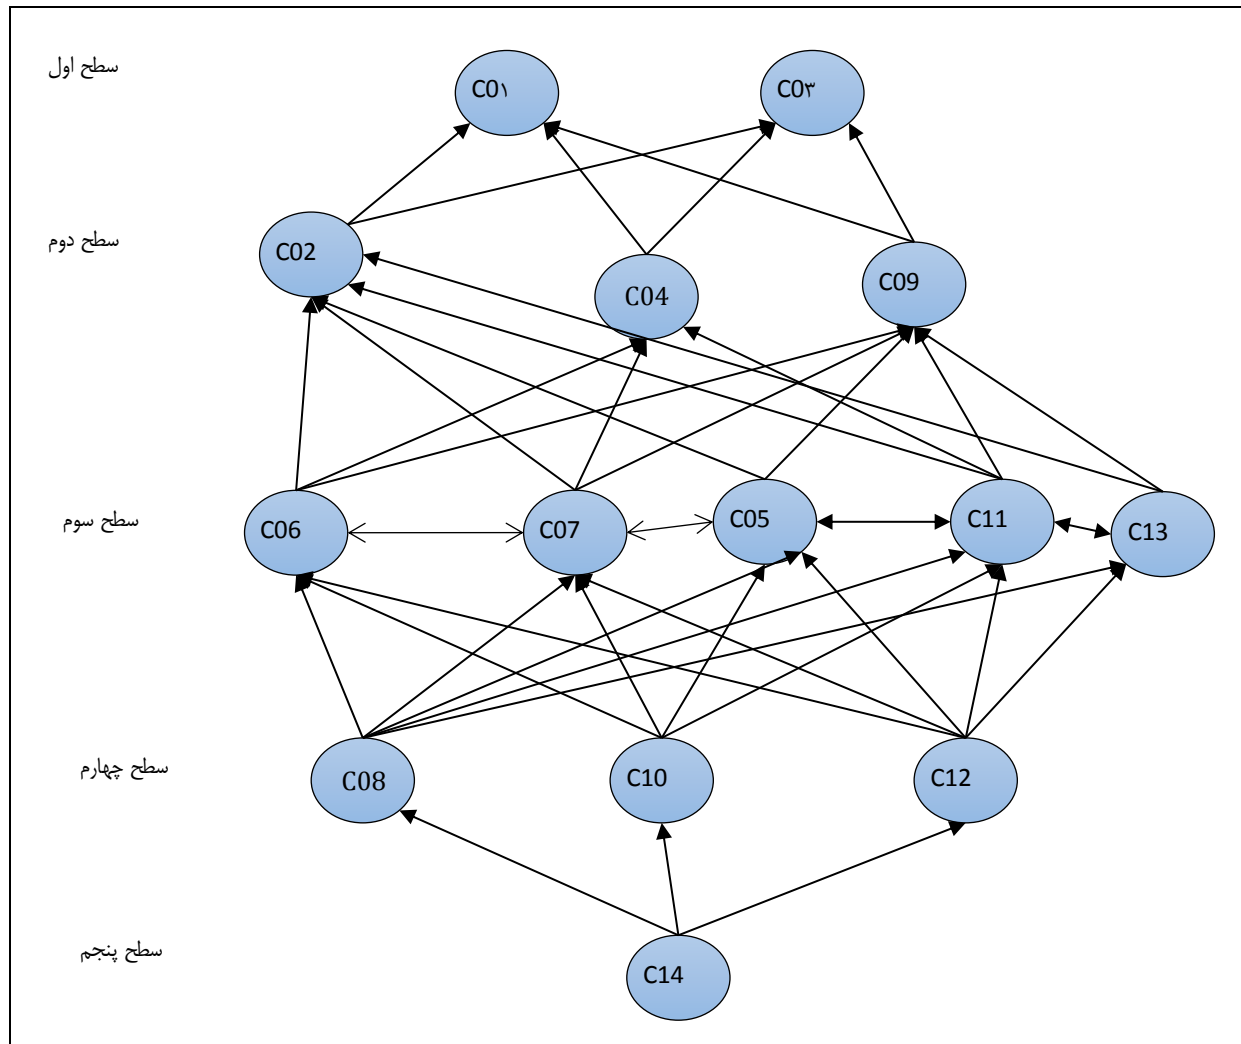 سطح اول
C0۱
C0۳
سطح دوم
C02
C04
C09
سطح سوم
C06
C07
C05
C11
C13
سطح چهارم
C08
C10
C12
سطح پنجم
C14